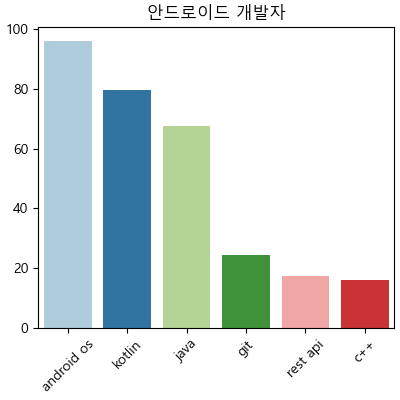 안드로이드 개발자
100
80
60
40
20
0
android os
kotlin
java
git
rest api
c++